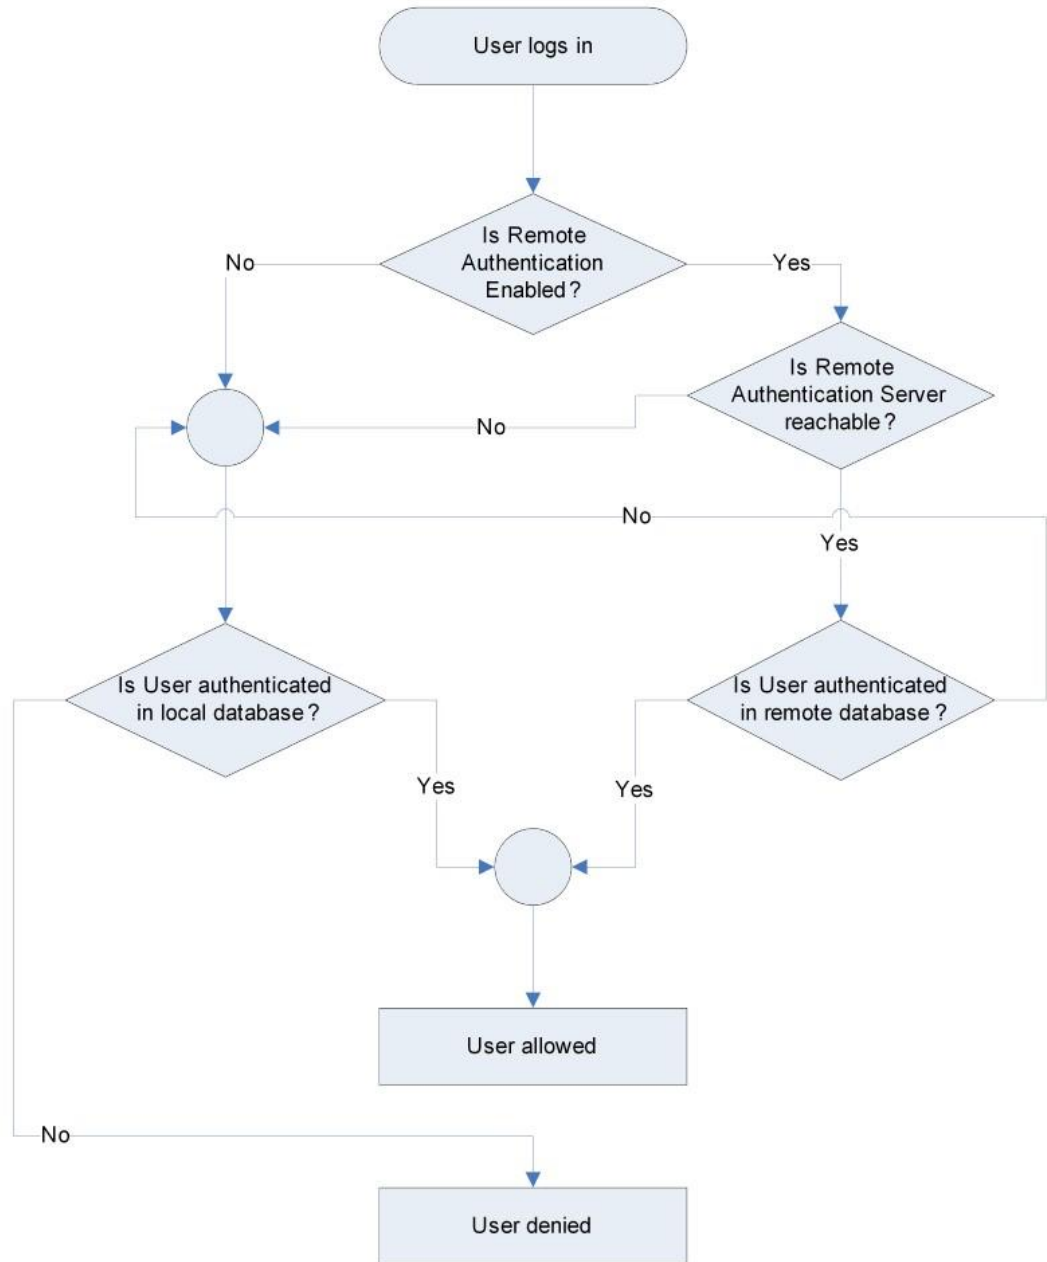 User logs in
Is Remote
Authentication
Enabled?
No
Yes
Is Remote
Authentication Server
reachable?
No
No
Yes
Is User authenticated
in local database?
Is User authenticated
in remote database?
Yes
Yes
User allowed
No
User denied